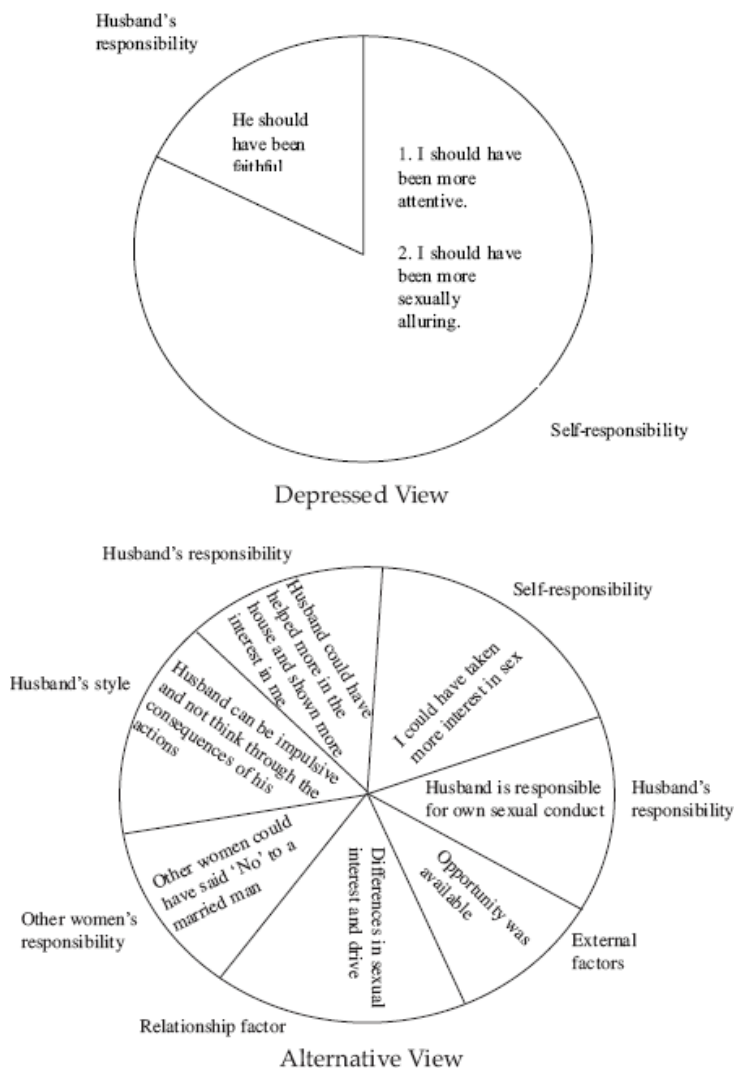 Husband's
responsibility
He should
have been
faithful
1. I should have
been more
attentive.
2. I should have
been more
sexually
alluring.
Self-responsibility
Depressed View
Husband's responsibility
Husband could have
helped more in the
house and shown more
interest in me
Self-responsibility
I could have taken
more interest in sex
Husband's style
Husband can be impulsive
and not think through the
consequences of his
actions
Husband is responsible
for own sexual conduct
Husband's
responsibility
Other women could
have said 'No' to a
married man
Differences in sexual
interest and drive
Opportunity was
available
Other women's
responsibility
External
factors
Relationship factor
Alternative View